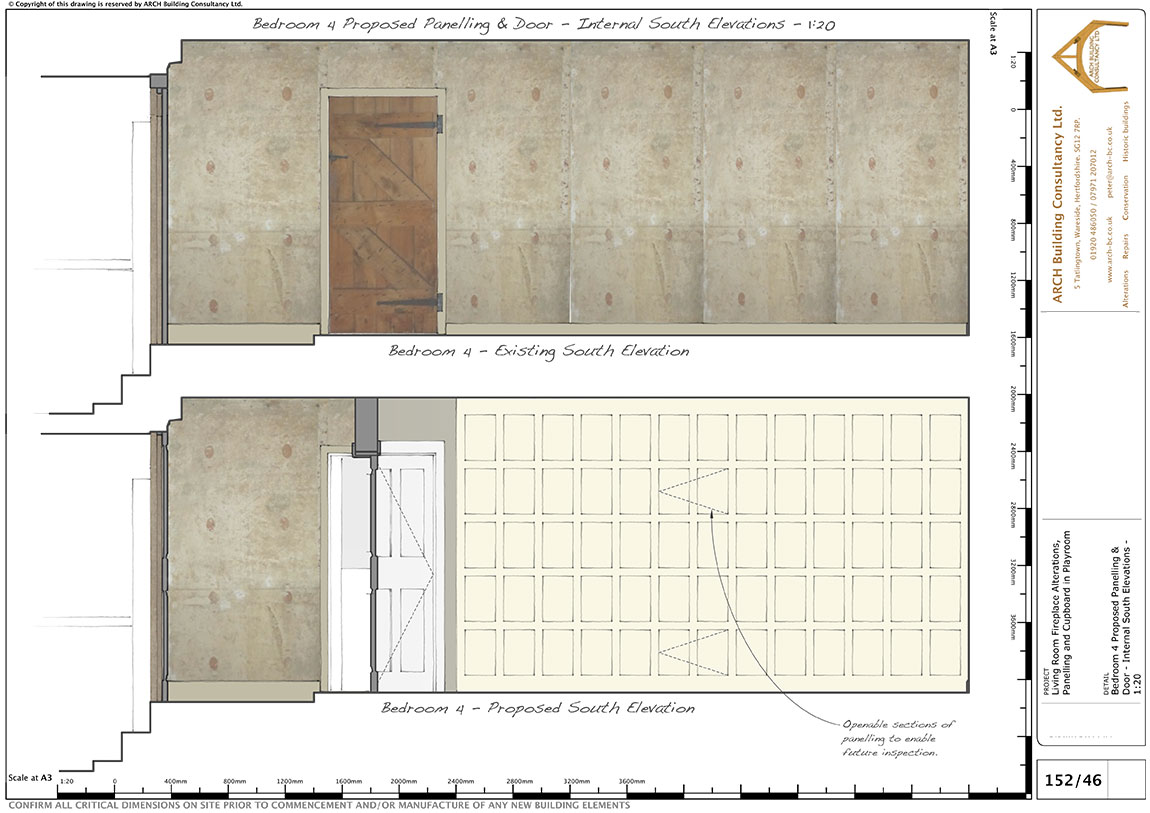 © Copyright of this drawing is reserved by ARCH Building Consultancy Ltd.
Bedroom 4 Proposed Panelling & Door - Internal South Elevations - 1:20
Bedroom 4 - Existing South Elevation
Bedroom 4 - Proposed South Elevation
Openable sections of
panelling to enable
future inspection.
Scale at A3
1:20
0
400mm
800mm
1200mm
1600mm
2000mm
2400mm
2800mm
3200mm
3600mm
ARCH BUILDING
CONSULTANCY LTD
ARCH Building Consultancy Ltd.
5 Tatlingtown, Wareside, Hertfordshire. SG12 7RP.
01920 486050 / 07971 207012
www.arch-bc.co.uk peter@arch-bc.co.uk
Alterations Repairs Conservation Historic buildings
PROJECT
Living Room Fireplace Alterations,
Panelling and Cupboard in Playroom
DETAIL
Bedroom 4 Proposed Panelling &
Door - Internal South Elevations -
1:20
152/46
Scale at A3
1:20
0
400mm
800mm
1200mm
1600mm
2000mm
2400mm
2800mm
3200mm
3600mm
CONFIRM ALL CRITICAL DIMENSIONS ON SITE PRIOR TO COMMENCEMENT AND/OR MANUFACTURE OF ANY NEW BUILDING ELEMENTS